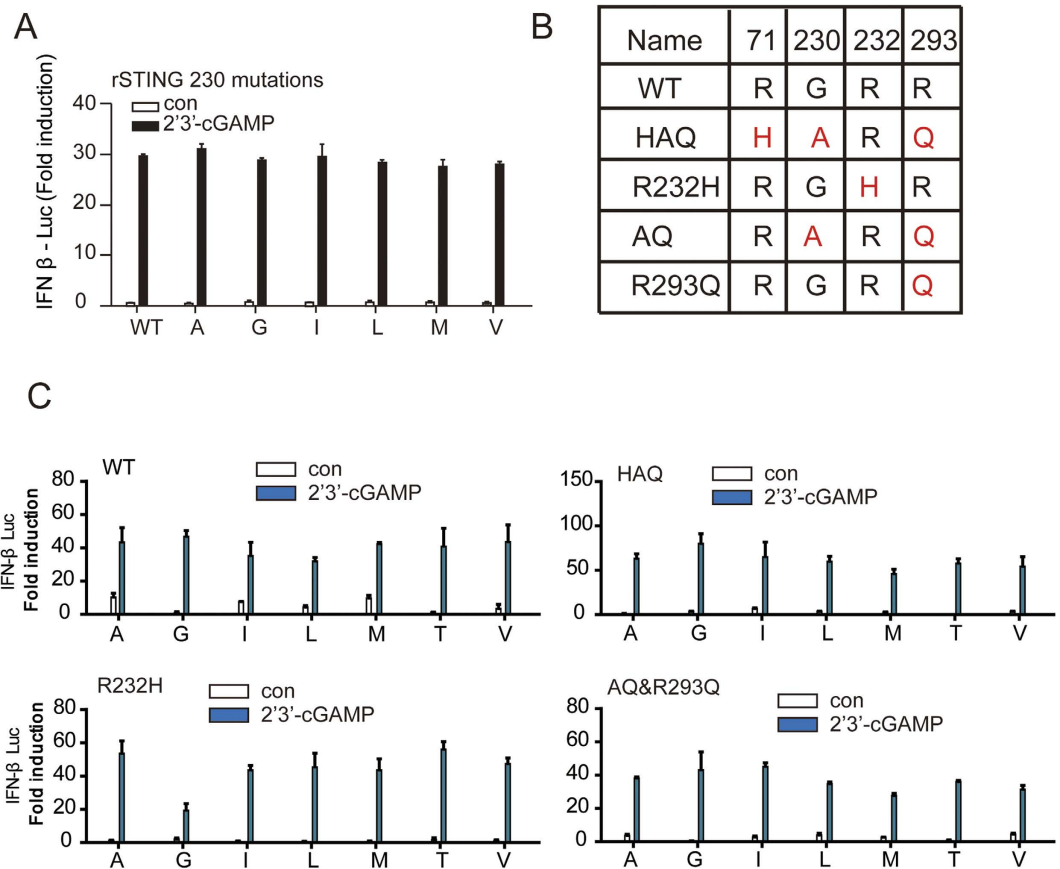 A
rSTING 230 mutations
con
2'3'-cGAMP
IFN β - Luc (Fold induction)
40
30
20
10
0
WT A G I L M V
B
Name 71 230 232 293
WT R G R R
HAQ H A R Q
R232H R G H R
AQ R A R Q
R293Q R G R Q
C
WT
con
2'3'-cGAMP
IFN-β Luc
Fold induction
80
60
40
20
0
A G I L M T V
HAQ
con
2'3'-cGAMP
150
100
50
0
A G I L M T V
R232H
con
2'3'-cGAMP
IFN-β Luc
Fold induction
80
60
40
20
0
A G I L M T V
AQ&R293Q
con
2'3'-cGAMP
80
60
40
20
0
A G I L M T V